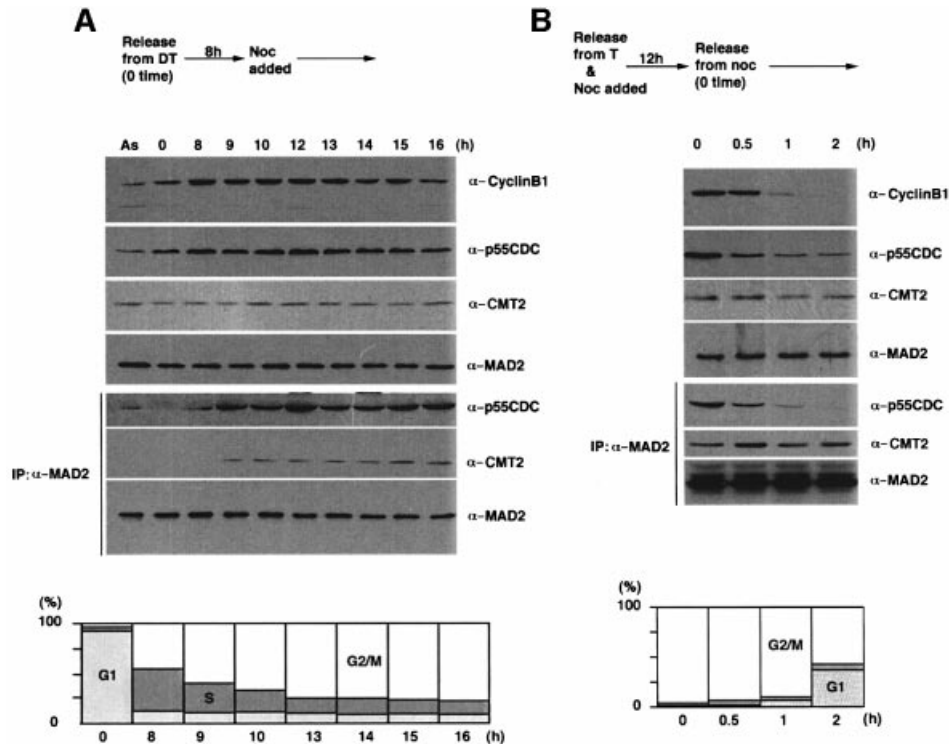 A
Release
from DT
(0 time)
8h
Noc
added
As 0 8 9 10 12 13 14 15 16 (h)
α-CyclinB1
α-p55CDC
α-CMT2
α-MAD2
IP: α-MAD2
α-p55CDC
α-CMT2
α-MAD2
(%)
100
0
G1
S
G2/M
0 8 9 10 13 14 15 16 (h)
B
Release
from T
&
Noc added
12h
Release
from noc
(0 time)
0 0.5 1 2 (h)
α-CyclinB1
α-p55CDC
α-CMT2
α-MAD2
IP: α-MAD2
α-p55CDC
α-CMT2
α-MAD2
(%)
100
0
G2/M
G1
0 0.5 1 2 (h)